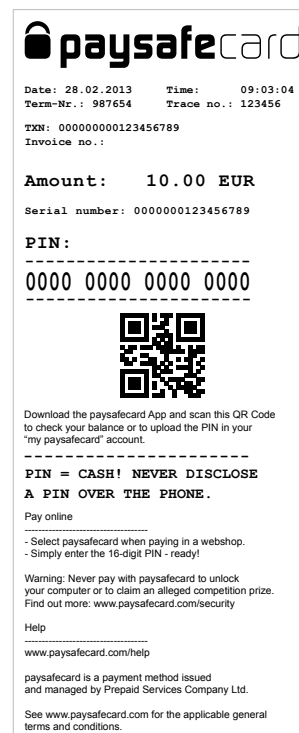 paysafecard
Date: 28.02.2013 Time: 09:03:04
Term-Nr.: 987654 Trace no.: 123456
TXN: 000000000123456789
Invoice no.:
Amount: 10.00 EUR
Serial number: 0000000123456789
PIN:
-----------------------
0000 0000 0000 0000
-----------------------
Download the paysafecard App and scan this QR Code
to check your balance or to upload the PIN in your
“my paysafecard” account.
-----------------------
PIN = CASH! NEVER DISCLOSE
A PIN OVER THE PHONE.
Pay online
------------------------------------
- Select paysafecard when paying in a webshop.
- Simply enter the 16-digit PIN - ready!
Warning: Never pay with paysafecard to unlock
your computer or to claim an alleged competition prize.
Find out more: www.paysafecard.com/security
Help
------------------------------------
www.paysafecard.com/help
paysafecard is a payment method issued
and managed by Prepaid Services Company Ltd.
See www.paysafecard.com for the applicable general
terms and conditions.